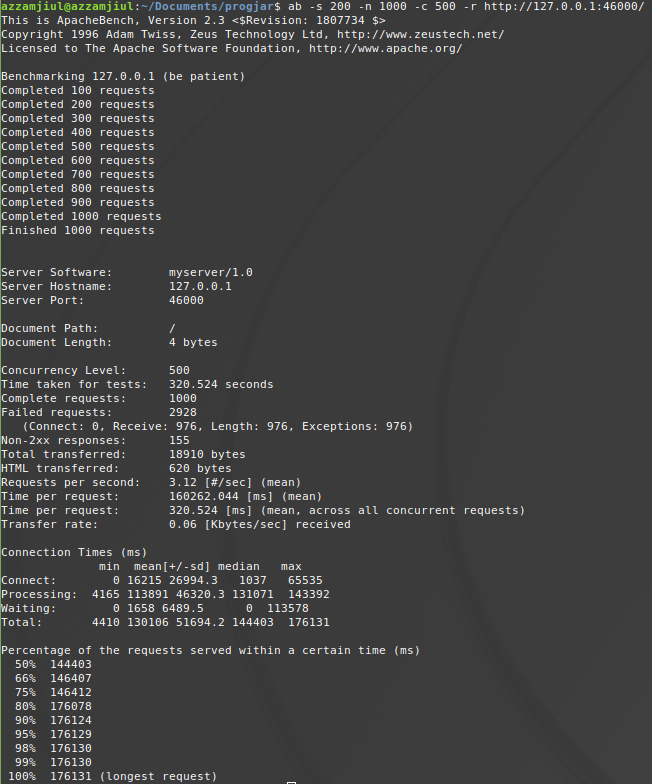 azzamjiul@azzamjiul:~/Documents/progjar$ ab -s 200 -n 1000 -c 500 -r http://127.0.0.1:46000/
This is ApacheBench, Version 2.3 <$Revision: 1807734 $>
Copyright 1996 Adam Twiss, Zeus Technology Ltd, http://www.zeustech.net/
Licensed to The Apache Software Foundation, http://www.apache.org/

Benchmarking 127.0.0.1 (be patient)
Completed 100 requests
Completed 200 requests
Completed 300 requests
Completed 400 requests
Completed 500 requests
Completed 600 requests
Completed 700 requests
Completed 800 requests
Completed 900 requests
Completed 1000 requests
Finished 1000 requests


Server Software:        myserver/1.0
Server Hostname:        127.0.0.1
Server Port:            46000

Document Path:          /
Document Length:        4 bytes

Concurrency Level:      500
Time taken for tests:   320.524 seconds
Complete requests:      1000
Failed requests:        2928
   (Connect: 0, Receive: 976, Length: 976, Exceptions: 976)
Non-2xx responses:      155
Total transferred:      18910 bytes
HTML transferred:       620 bytes
Requests per second:    3.12 [#/sec] (mean)
Time per request:       160262.044 [ms] (mean)
Time per request:       320.524 [ms] (mean, across all concurrent requests)
Transfer rate:          0.06 [Kbytes/sec] received

Connection Times (ms)
              min  mean[+/-sd] median   max
Connect:        0 16215 26994.3   1037   65535
Processing:  4165 113891 46320.3 131071  143392
Waiting:        0 1658 6489.5      0  113578
Total:       4410 130106 51694.2 144403  176131

Percentage of the requests served within a certain time (ms)
  50%  144403
  66%  146407
  75%  146412
  80%  176078
  90%  176124
  95%  176129
  98%  176130
  99%  176130
 100%  176131 (longest request)